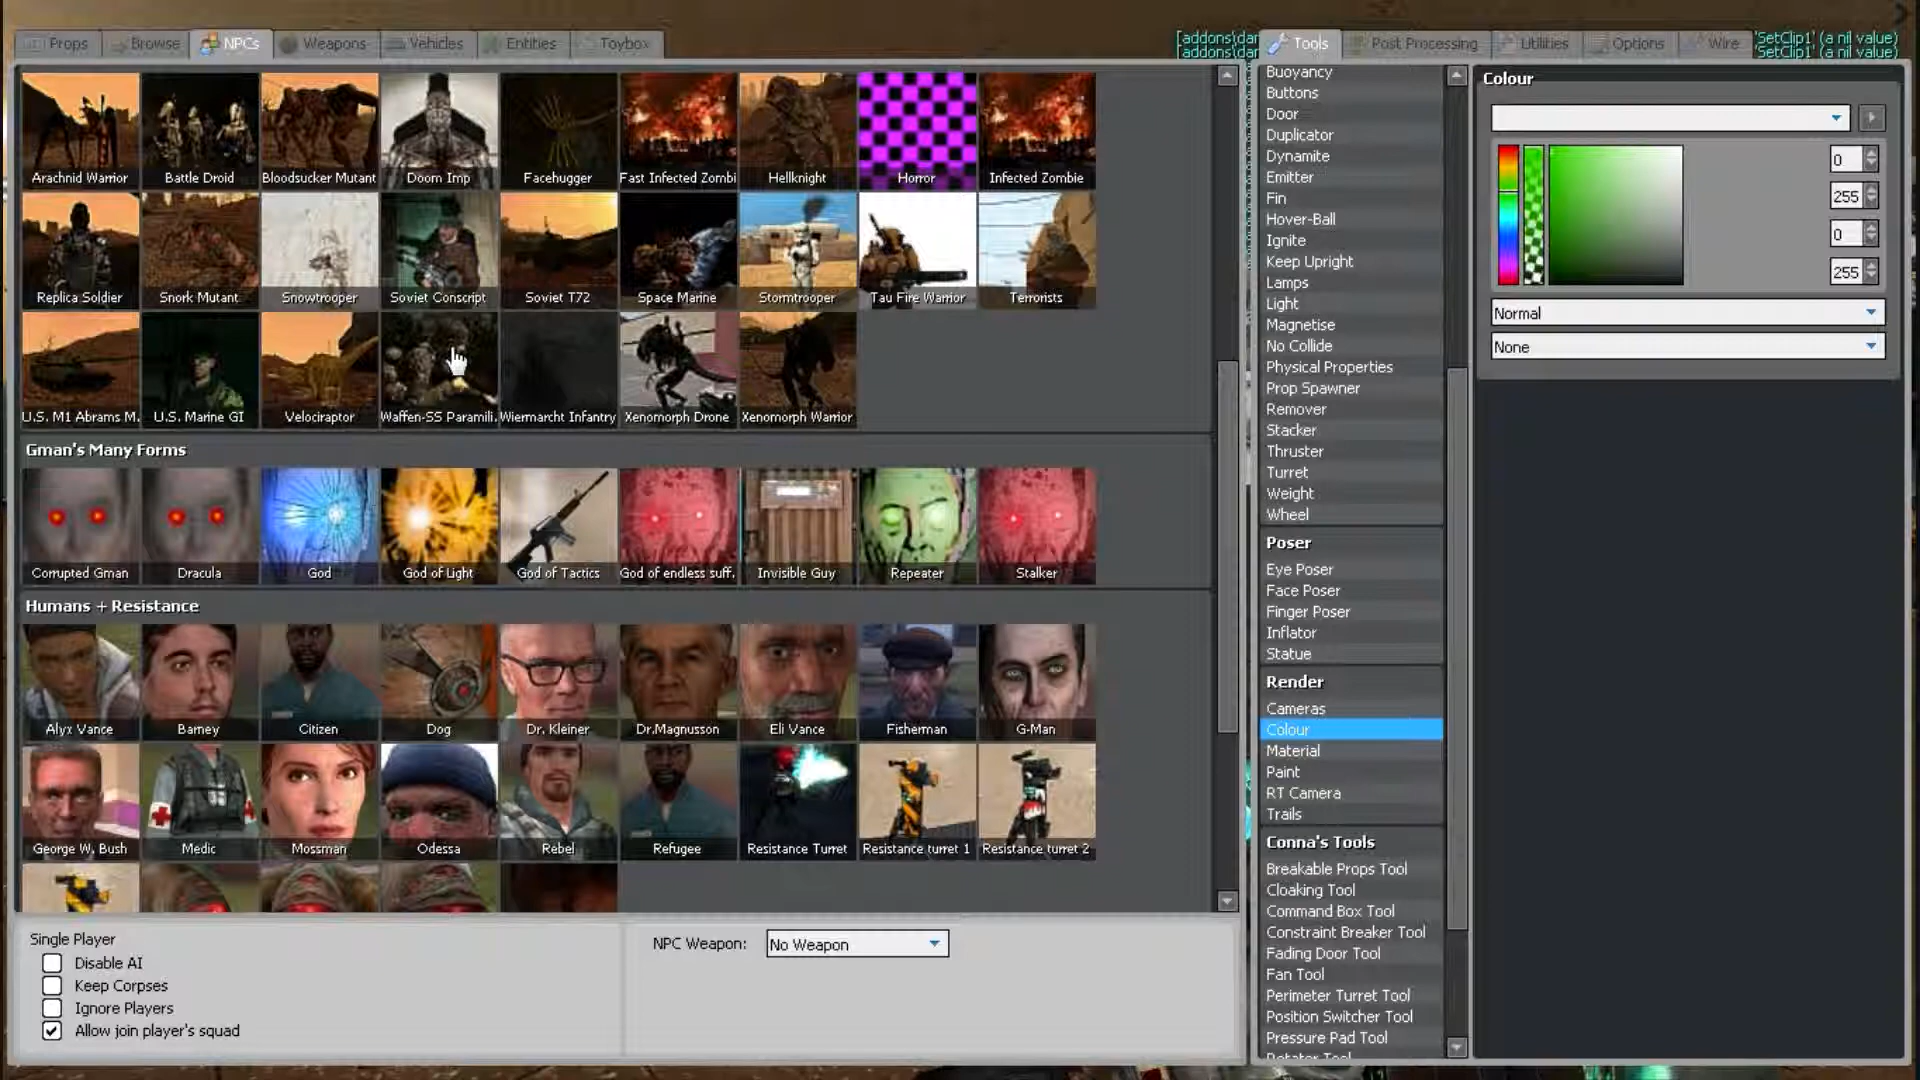 Props
Browse
NPCs
Weapons
Vehicles
Entities
Toybox
[addons\dar
[addons\dar
Tools
Post Processing
Utilities
Options
Wire
'SetClip1' (a nil value)
'SetClip1' (a nil value)
Arachnid Warrior
Battle Droid
Bloodsucker Mutant
Doom Imp
Facehugger
Fast Infected Zombi
Hellknight
Horror
Infected Zombie
Replica Soldier
Snork Mutant
Snowtrooper
Soviet Conscript
Soviet T72
Space Marine
Stormtrooper
Tau Fire Warrior
Terrorists
U.S. M1 Abrams M.
U.S. Marine GI
Velociraptor
Waffen-SS Paramili.
Wiermarcht Infantry
Xenomorph Drone
Xenomorph Warrior
Gman's Many Forms
Corrupted Gman
Dracula
God
God of Light
God of Tactics
God of endless suff.
Invisible Guy
Repeater
Stalker
Humans + Resistance
Alyx Vance
Barney
Citizen
Dog
Dr. Kleiner
Dr.Magnusson
Eli Vance
Fisherman
G-Man
George W. Bush
Medic
Mossman
Odessa
Rebel
Refugee
Resistance Turret
Resistance turret 1
Resistance turret 2
Single Player
Disable AI
Keep Corpses
Ignore Players
Allow join player's squad
NPC Weapon:
No Weapon
Buoyancy
Buttons
Door
Duplicator
Dynamite
Emitter
Fin
Hover-Ball
Ignite
Keep Upright
Lamps
Light
Magnetise
No Collide
Physical Properties
Prop Spawner
Remover
Stacker
Thruster
Turret
Weight
Wheel
Poser
Eye Poser
Face Poser
Finger Poser
Inflator
Statue
Render
Cameras
Colour
Material
Paint
RT Camera
Trails
Conna's Tools
Breakable Props Tool
Cloaking Tool
Command Box Tool
Constraint Breaker Tool
Fading Door Tool
Fan Tool
Perimeter Turret Tool
Position Switcher Tool
Pressure Pad Tool
Rotator Tool
Colour
0
255
0
255
Normal
None